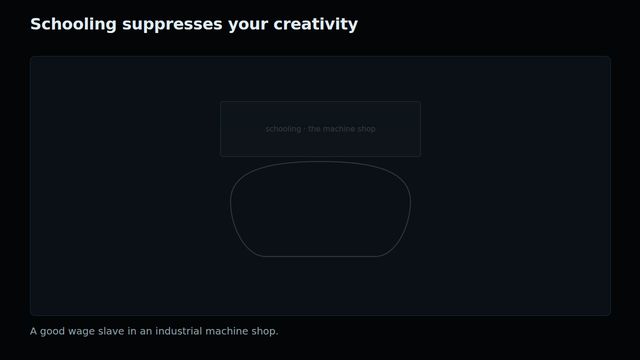 Schooling suppresses your creativity
schooling · the machine shop
A good wage slave in an industrial machine shop.